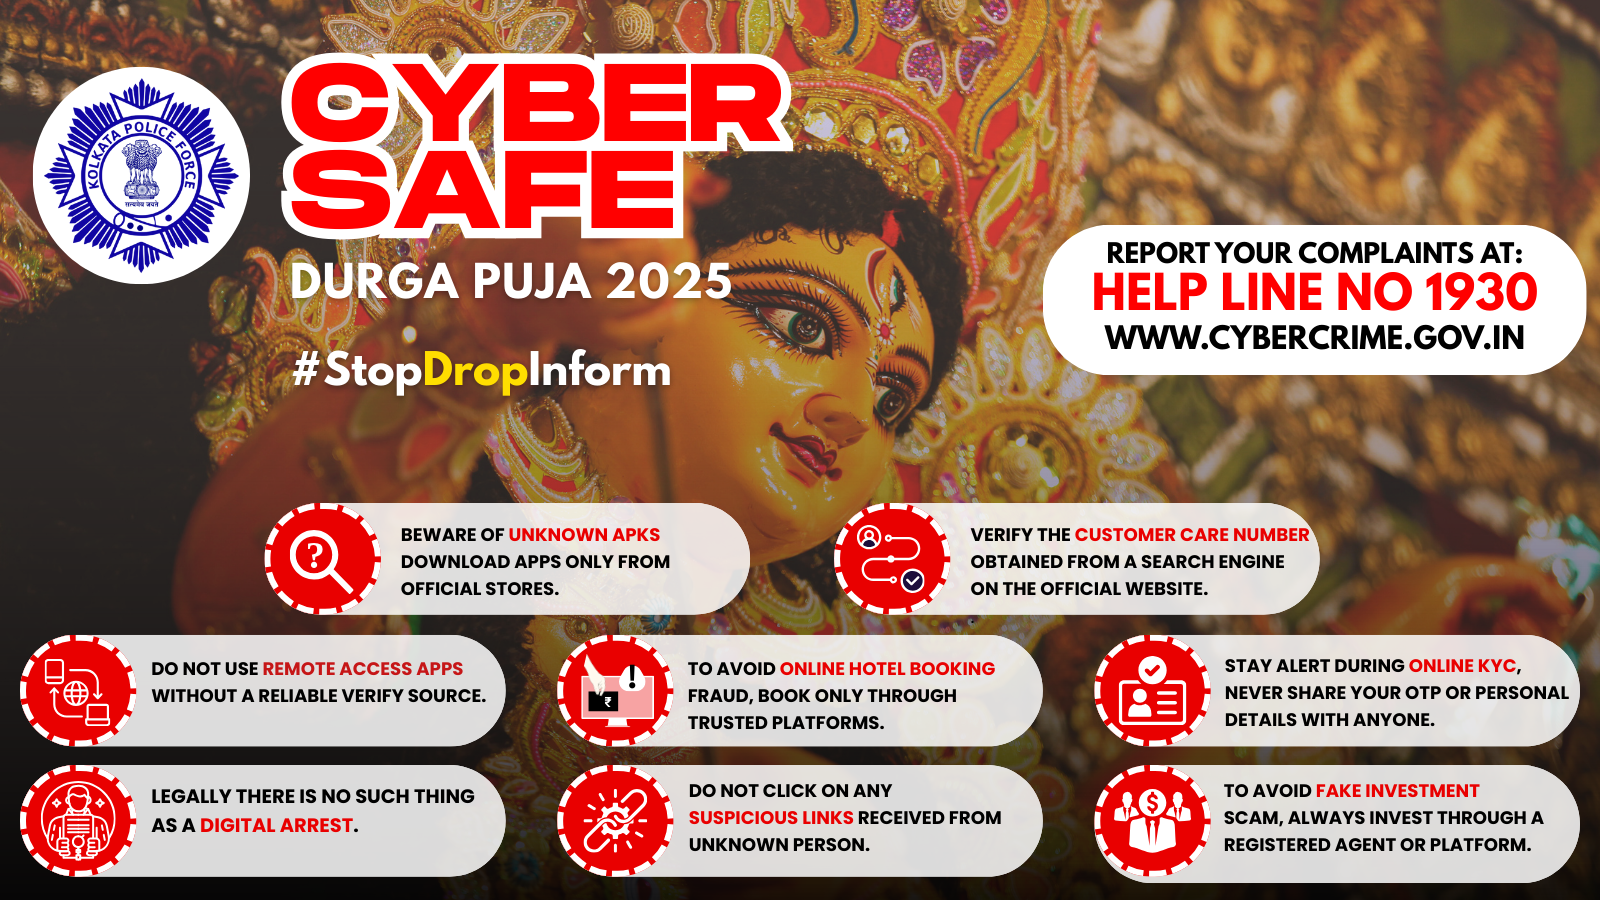 KOLKATA POLICE FORCE
सत्यमेव जयते
CYBER
SAFE
DURGA PUJA 2025
#StopDropInform
REPORT YOUR COMPLAINTS AT:
HELP LINE NO 1930
WWW.CYBERCRIME.GOV.IN
?
BEWARE OF UNKNOWN APKS
DOWNLOAD APPS ONLY FROM
OFFICIAL STORES.
VERIFY THE CUSTOMER CARE NUMBER
OBTAINED FROM A SEARCH ENGINE
ON THE OFFICIAL WEBSITE.
DO NOT USE REMOTE ACCESS APPS
WITHOUT A RELIABLE VERIFY SOURCE.
!
₹
TO AVOID ONLINE HOTEL BOOKING
FRAUD, BOOK ONLY THROUGH
TRUSTED PLATFORMS.
STAY ALERT DURING ONLINE KYC,
NEVER SHARE YOUR OTP OR PERSONAL
DETAILS WITH ANYONE.
LEGALLY THERE IS NO SUCH THING
AS A DIGITAL ARREST.
DO NOT CLICK ON ANY
SUSPICIOUS LINKS RECEIVED FROM
UNKNOWN PERSON.
$
TO AVOID FAKE INVESTMENT
SCAM, ALWAYS INVEST THROUGH A
REGISTERED AGENT OR PLATFORM.